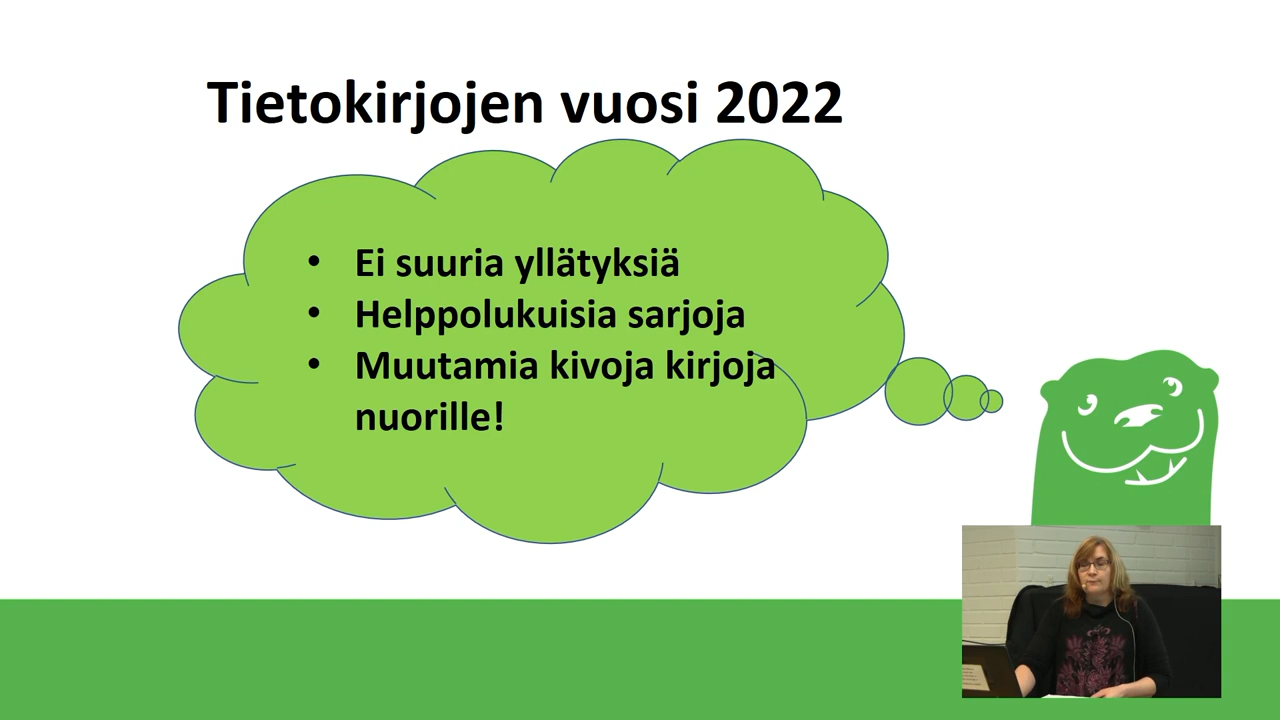 Tietokirjojen vuosi 2022
• Ei suuria yllätyksiä
• Helppolukuisia sarjoja
• Muutamia kivoja kirjoja
nuorille!